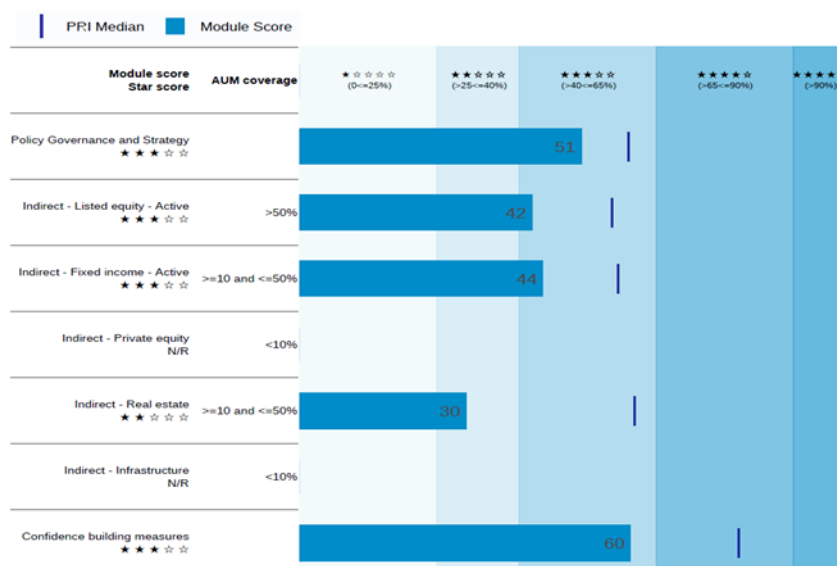 PRI Median Module Score
Module score
Star score
AUM coverage
★☆☆☆☆
(0<=25%)
★★☆☆☆
(>25<=40%)
★★★☆☆
(>40<=65%)
★★★★☆
(>65<=90%)
★★★★
(>90%)
Policy Governance and Strategy
★★★☆☆
51
Indirect - Listed equity - Active
★★★☆☆
>50%
42
Indirect - Fixed income - Active
★★★☆☆
>=10 and <=50%
44
Indirect - Private equity
N/R
<10%
Indirect - Real estate
★★☆☆☆
>=10 and <=50%
30
Indirect - Infrastructure
N/R
<10%
Confidence building measures
★★★☆☆
60